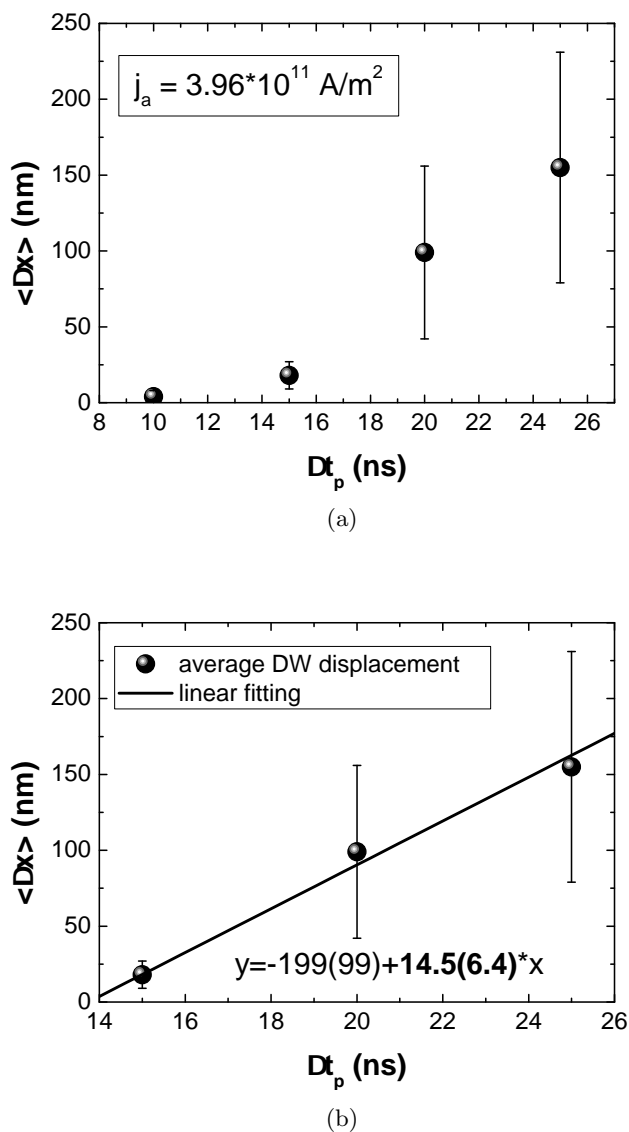 250
200
150
100
50
0
8 10 12 14 16 18 20 22 24 26
<Dx> (nm)
j_a = 3.96*10^11 A/m^2
Dt_p (ns)
(a)
250
200
150
100
50
0
14 16 18 20 22 24 26
<Dx> (nm)
average DW displacement
linear fitting
y=-199(99)+14.5(6.4)*x
Dt_p (ns)
(b)